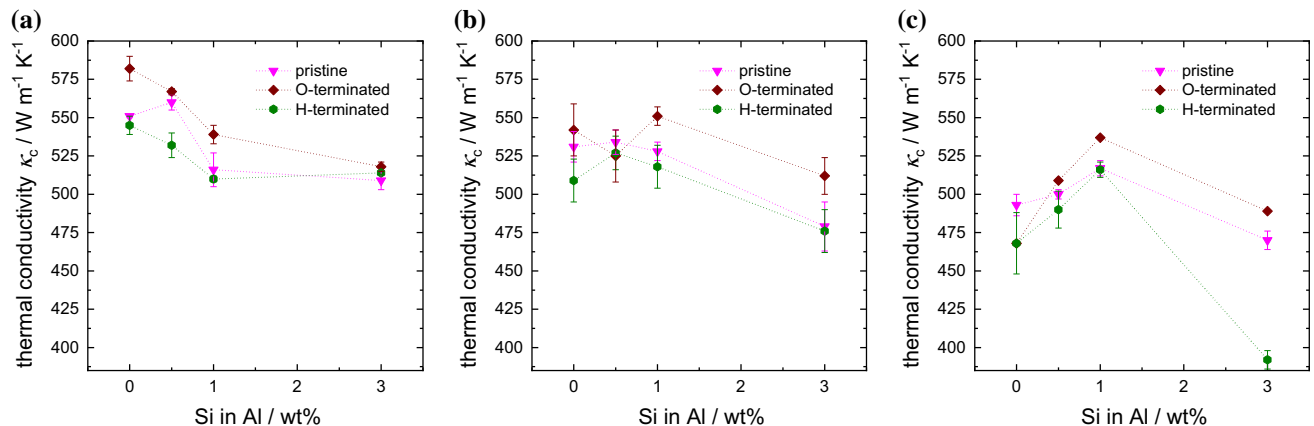 (a)
600
575
550
525
500
475
450
425
400
0
1
2
3
thermal conductivity κc / W m⁻¹ K⁻¹
Si in Al / wt%
pristine
O-terminated
H-terminated
(b)
600
575
550
525
500
475
450
425
400
0
1
2
3
thermal conductivity κc / W m⁻¹ K⁻¹
Si in Al / wt%
pristine
O-terminated
H-terminated
(c)
600
575
550
525
500
475
450
425
400
0
1
2
3
thermal conductivity κc / W m⁻¹ K⁻¹
Si in Al / wt%
pristine
O-terminated
H-terminated